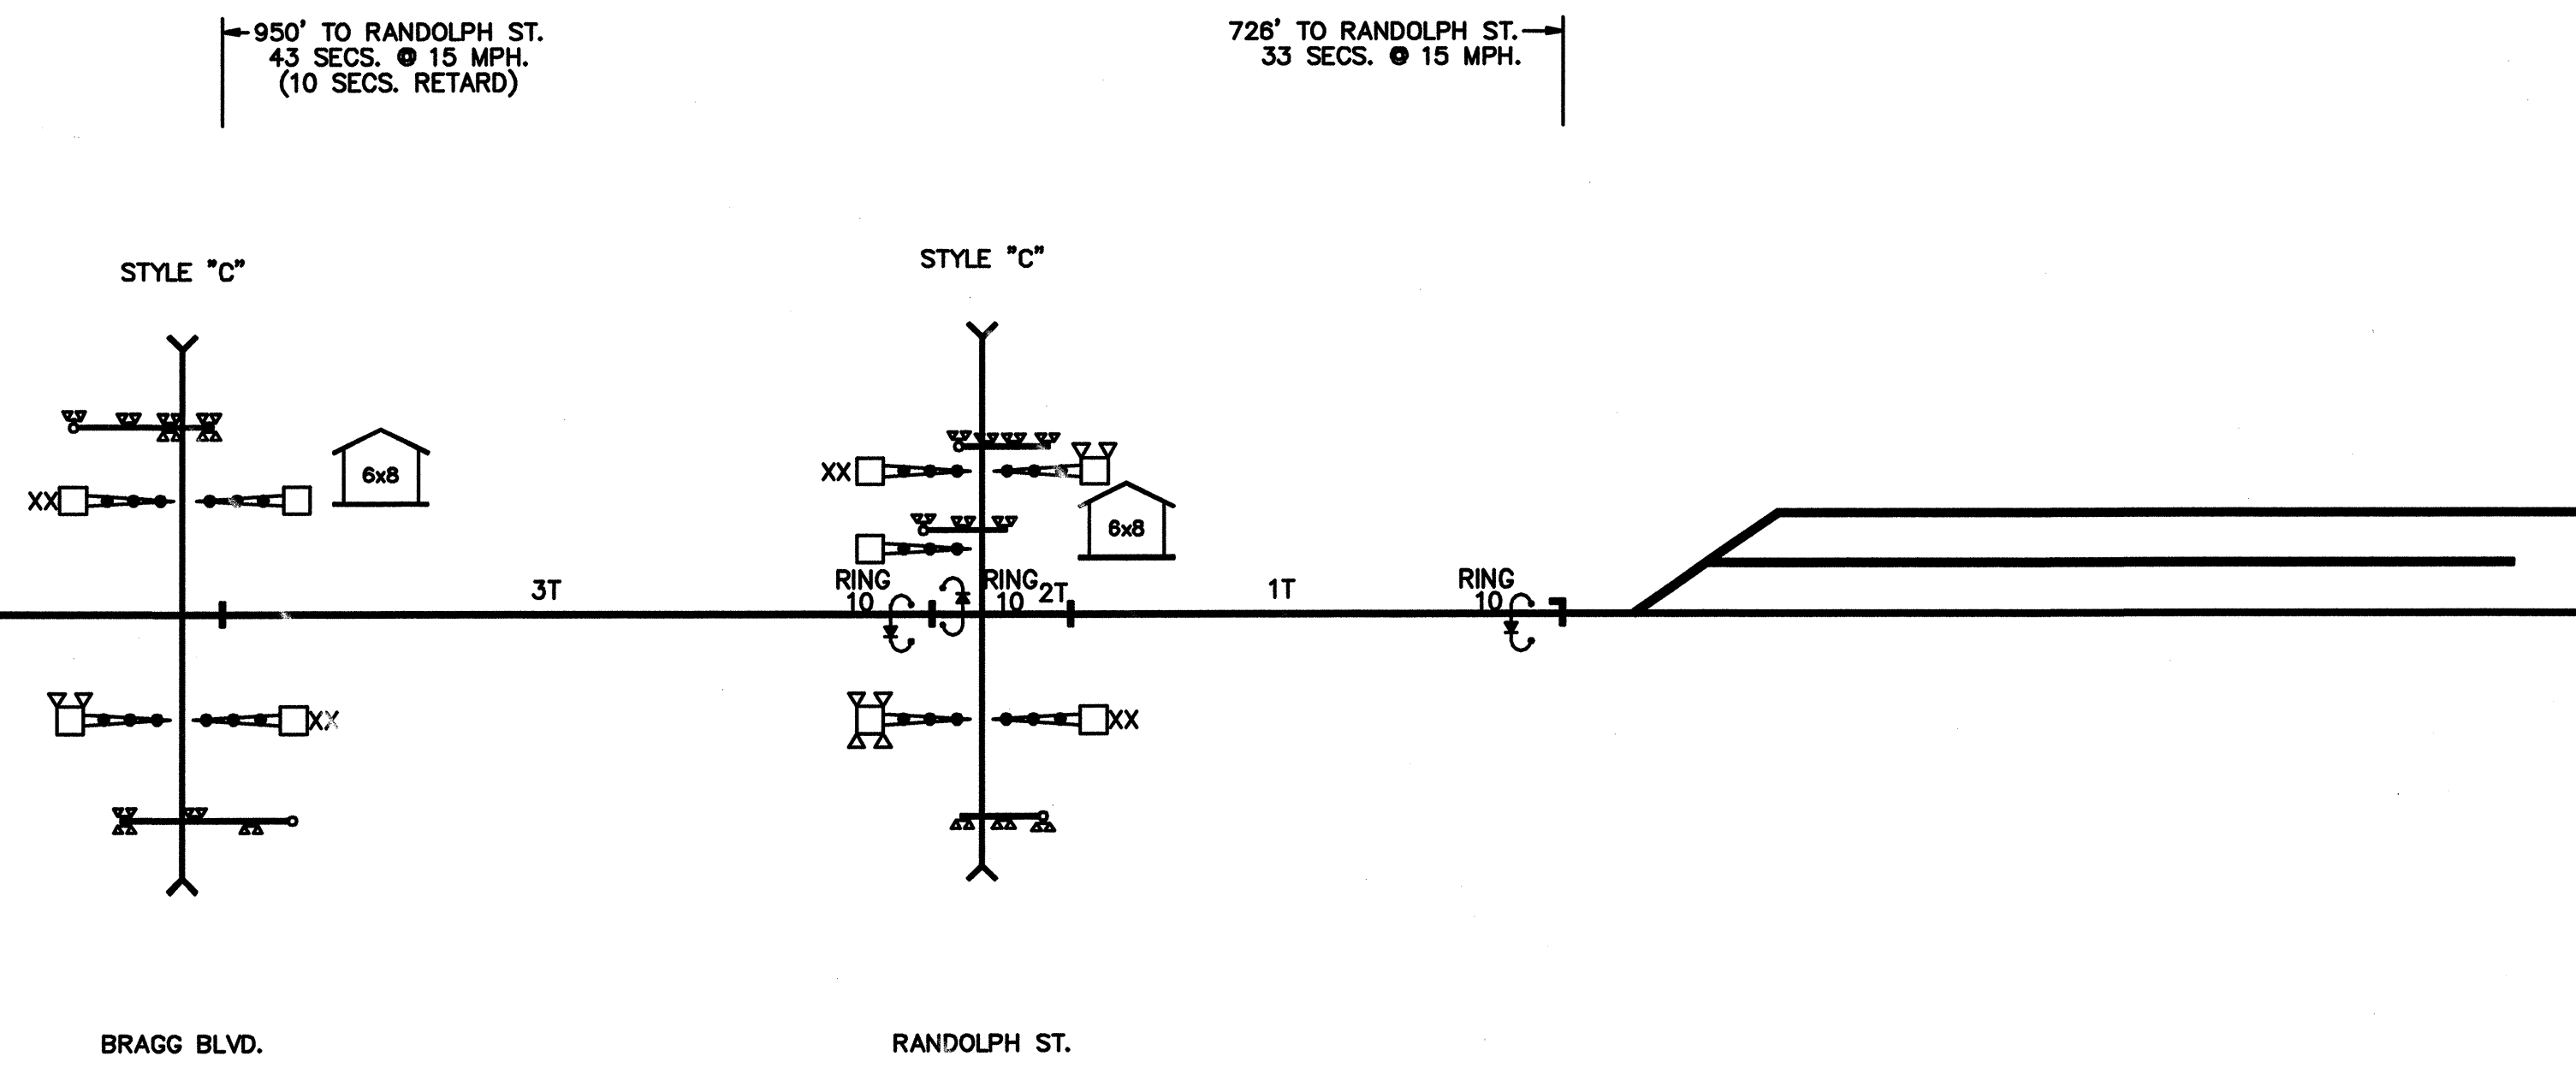 950' TO RANDOLPH ST.
43 SECS. @ 15 MPH.
(10 SECS. RETARD)
726' TO RANDOLPH ST.
33 SECS. @ 15 MPH.
STYLE "C"
STYLE "C"
6x8
XX
XX
6x8
3T
RING
10
RING
10
2T
1T
RING
10
XX
XX
BRAGG BLVD.
RANDOLPH ST.